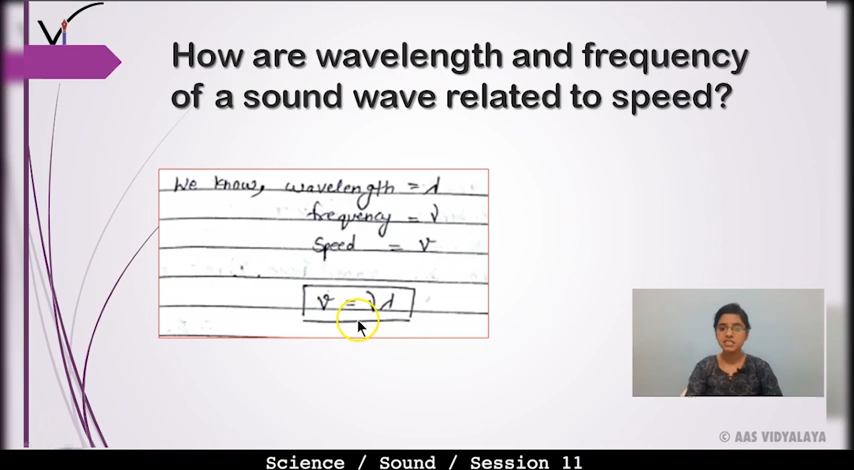 Vi
How are wavelength and frequency
of a sound wave related to speed?
We know, wavelength = λ
frequency = ν
Speed = v
∴
v = νλ
© AAS VIDYALAYA
Science / Sound / Session 11